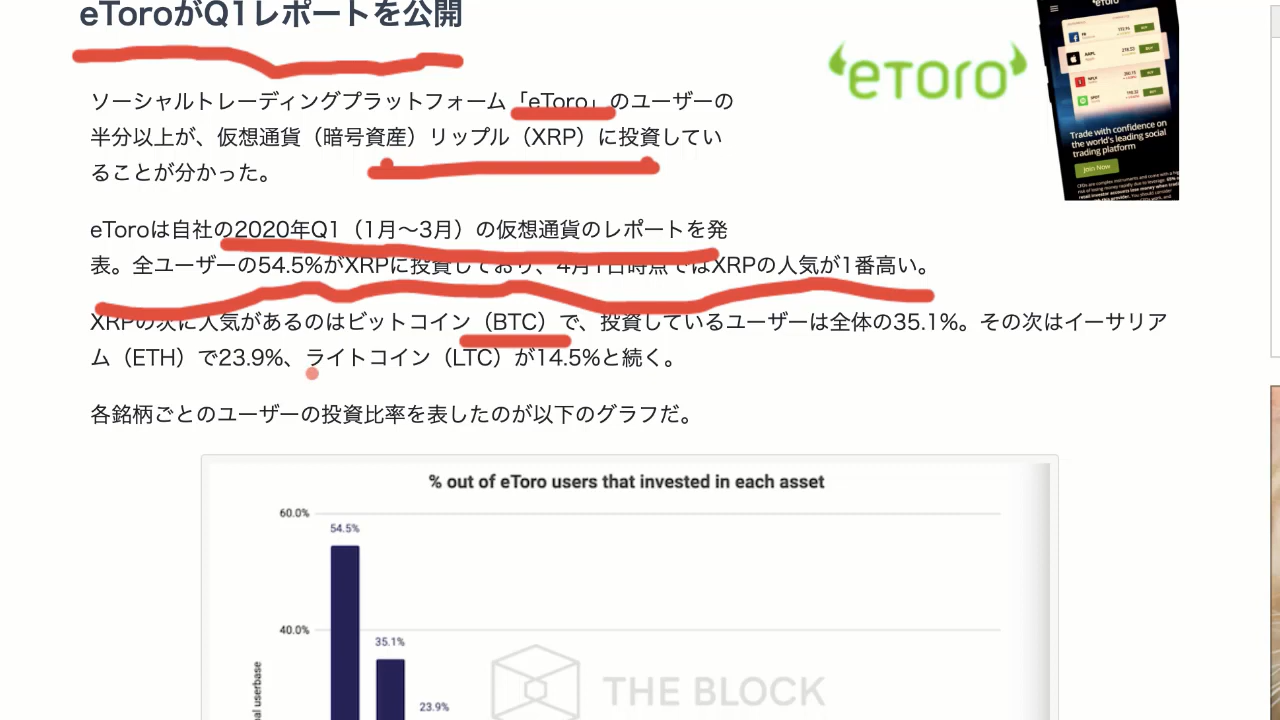 eToroがQ1レポートを公開
eToro
ソーシャルトレーディングプラットフォーム「eToro」のユーザーの
半分以上が、仮想通貨（暗号資産）リップル（XRP）に投資してい
ることが分かった。
Trade with confidence on
the world's leading social
trading platform
Join Now
eToroは自社の2020年Q1（1月〜3月）の仮想通貨のレポートを発
表。全ユーザーの54.5%がXRPに投資しており、4月1日時点ではXRPの人気が1番高い。
XRPの次に人気があるのはビットコイン（BTC）で、投資しているユーザーは全体の35.1%。その次はイーサリア
ム（ETH）で23.9%、ライトコイン（LTC）が14.5%と続く。
各銘柄ごとのユーザーの投資比率を表したのが以下のグラフだ。
% out of eToro users that invested in each asset
60.0%
54.5%
40.0%
35.1%
23.9%
userbase
THE BLOCK